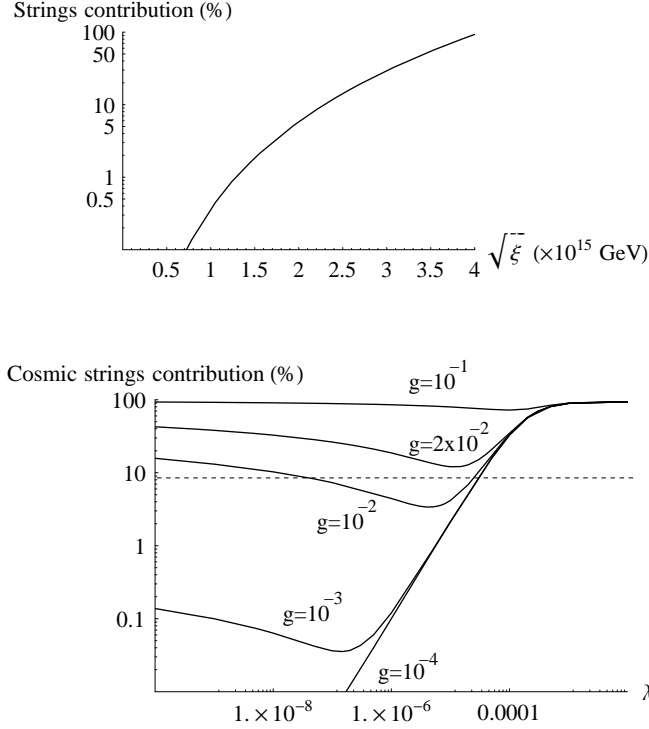 Strings contribution (%)
100
50
10
5
1
0.5
0.5 1 1.5 2 2.5 3 3.5 4
√ξ (×10^15 GeV)
Cosmic strings contribution (%)
g=10^-1
100
g=2x10^-2
10
g=10^-2
1
g=10^-3
0.1
g=10^-4
λ
1. ×10^-8 1. ×10^-6 0.0001